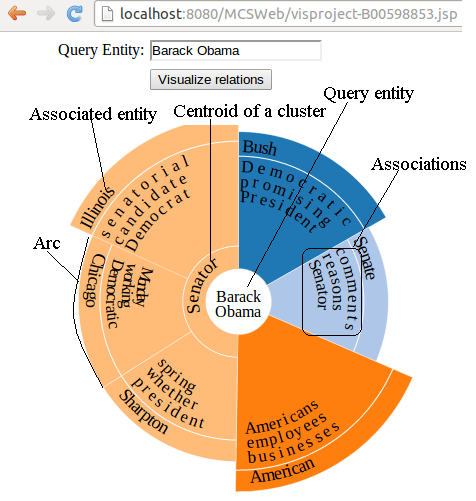 localhost:8080/MCSWeb/visproject-B00598853.jsp
Query Entity: Barack Obama
Visualize relations
Query entity
Centroid of a cluster
Associated entity
Associations
Arc
Bush
Democratic
promising
President
Senate
comments
reasons
Senator
Americans
employees
businesses
American
spring
whether
president
Sharpton
Mundy
working
Democratic
Chicago
Illinois
senatorial
candidate
Democrat
Senator
Barack
Obama